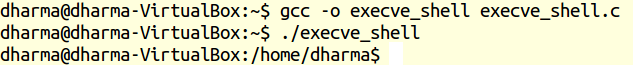 dharma@dharma-VirtualBox:~$ gcc -o execve_shell execve_shell.c
dharma@dharma-VirtualBox:~$ ./execve_shell
dharma@dharma-VirtualBox:/home/dharma$